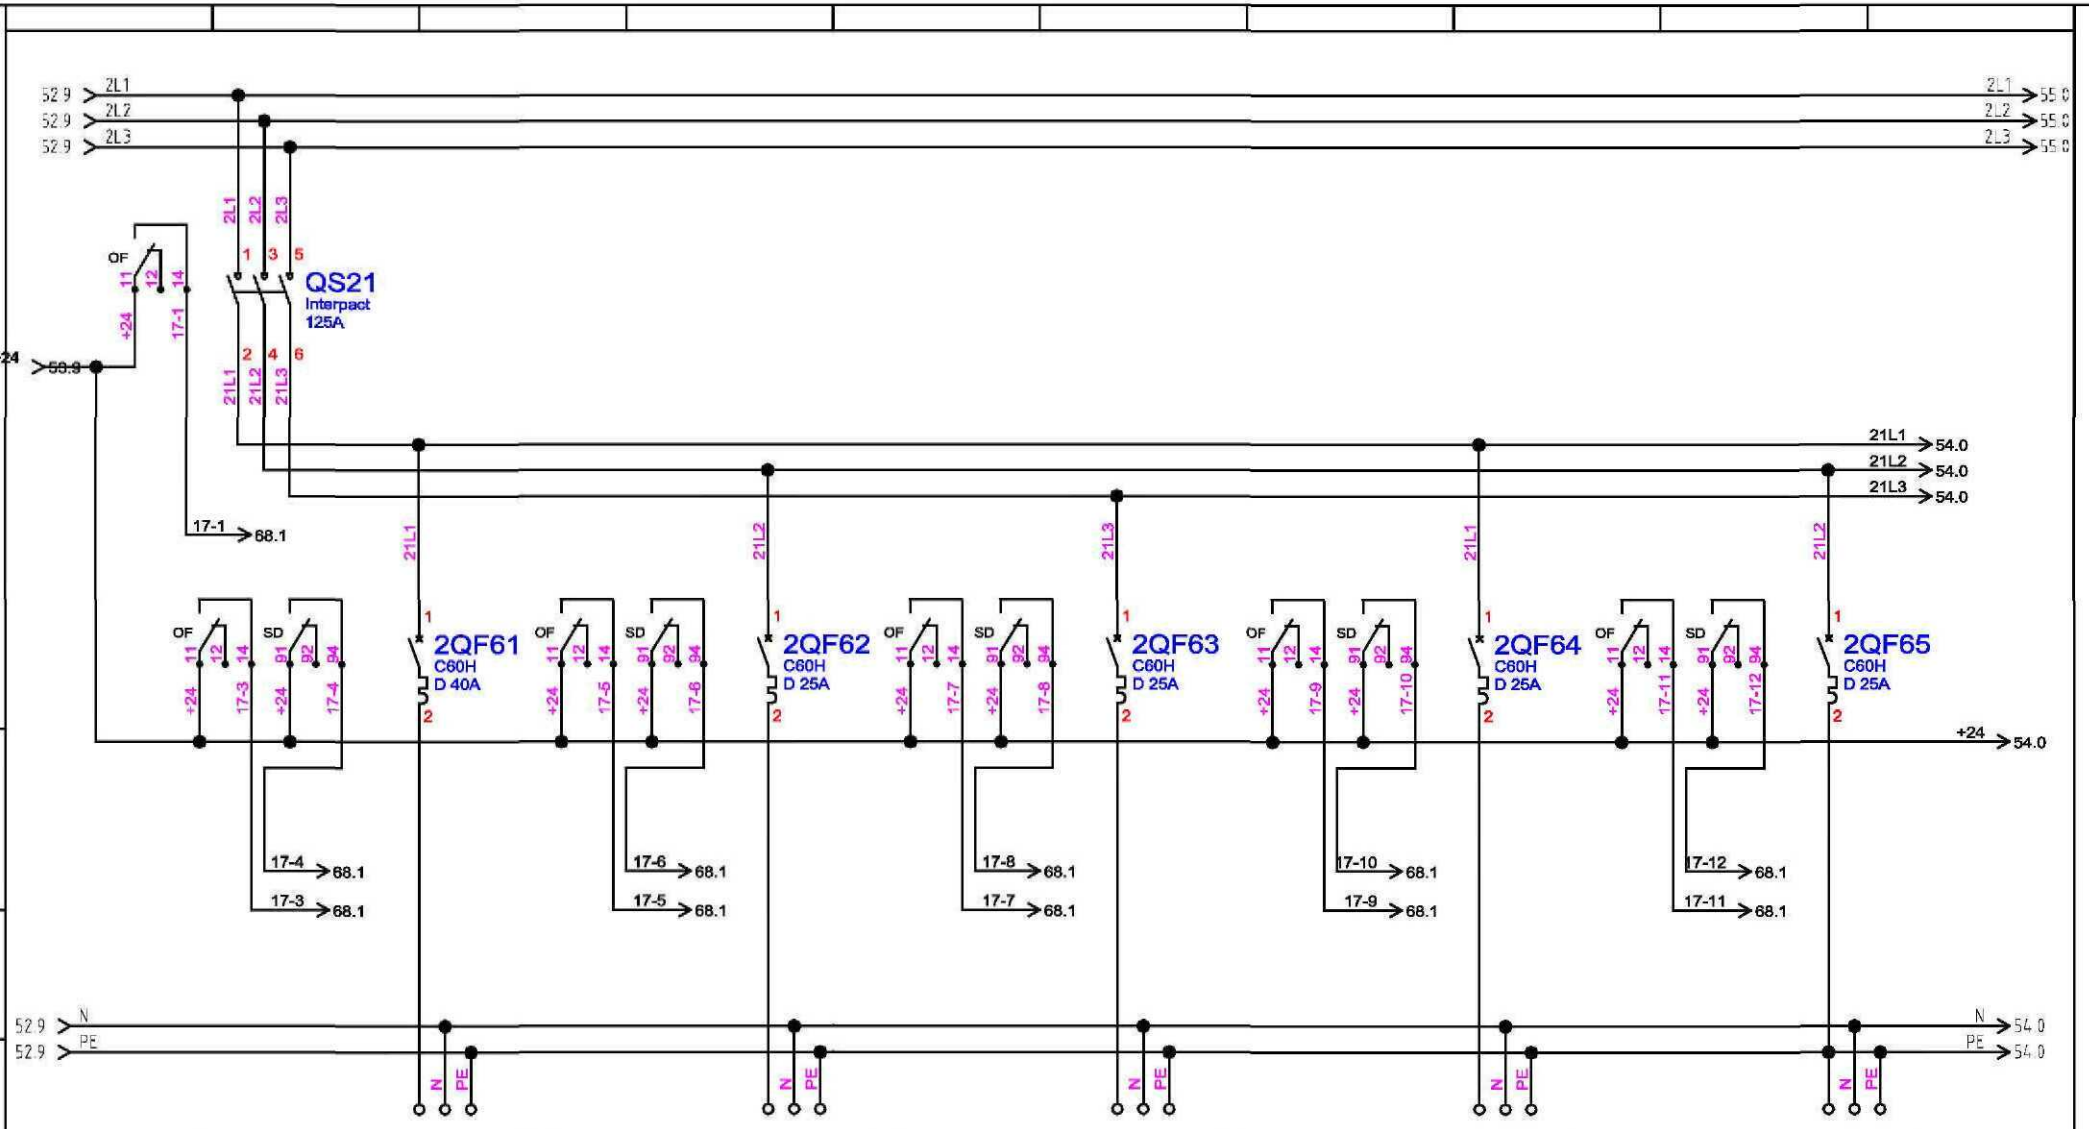 52.9 2L1 2L1 55.0
52.9 2L2 2L2 55.0
52.9 2L3 2L3 55.0
2L1 2L2 2L3
OF 11 12 14
1 3 5
QS21
Interpact
125A
+24 17-1
2 4 6
24 53.9
21L1 21L2 21L3
21L1 54.0
21L2 54.0
21L3 54.0
17-1 68.1
21L1 21L2 21L3 21L1 21L2
OF 11 12 14 SD 91 92 94
+24 17-3 +24 17-4
1
2QF61
C60H
D 40A
2
OF 11 12 14 SD 91 92 94
+24 17-5 +24 17-6
1
2QF62
C60H
D 25A
2
OF 11 12 14 SD 91 92 94
+24 17-7 +24 17-8
1
2QF63
C60H
D 25A
2
OF 11 12 14 SD 91 92 94
+24 17-9 +24 17-10
1
2QF64
C60H
D 25A
2
OF 11 12 14 SD 91 92 94
+24 17-11 +24 17-12
1
2QF65
C60H
D 25A
2
+24 54.0
17-4 68.1 17-6 68.1 17-8 68.1 17-10 68.1 17-12 68.1
17-3 68.1 17-5 68.1 17-7 68.1 17-9 68.1 17-11 68.1
52.9 N N 54.0
52.9 PE PE 54.0
N PE N PE N PE N PE N PE